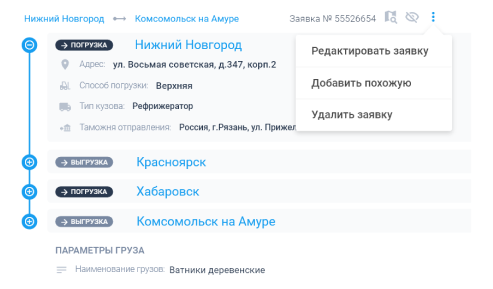 Нижний Новгород Комсомольск на Амуре Заявка № 55526654
ПОГРУЗКА Нижний Новгород
Адрес: ул. Восьмая советская, д.347, корп.2
Способ погрузки: Верхняя
Тип кузова: Рефрижератор
Таможня отправления: Россия, г.Рязань, ул.
Редактировать заявку
Добавить похожую
Удалить заявку
ВЫГРУЗКА Красноярск
ПОГРУЗКА Хабаровск
ВЫГРУЗКА Комсомольск на Амуре
ПАРАМЕТРЫ ГРУЗА
Наименование грузов: Ватники деревенские